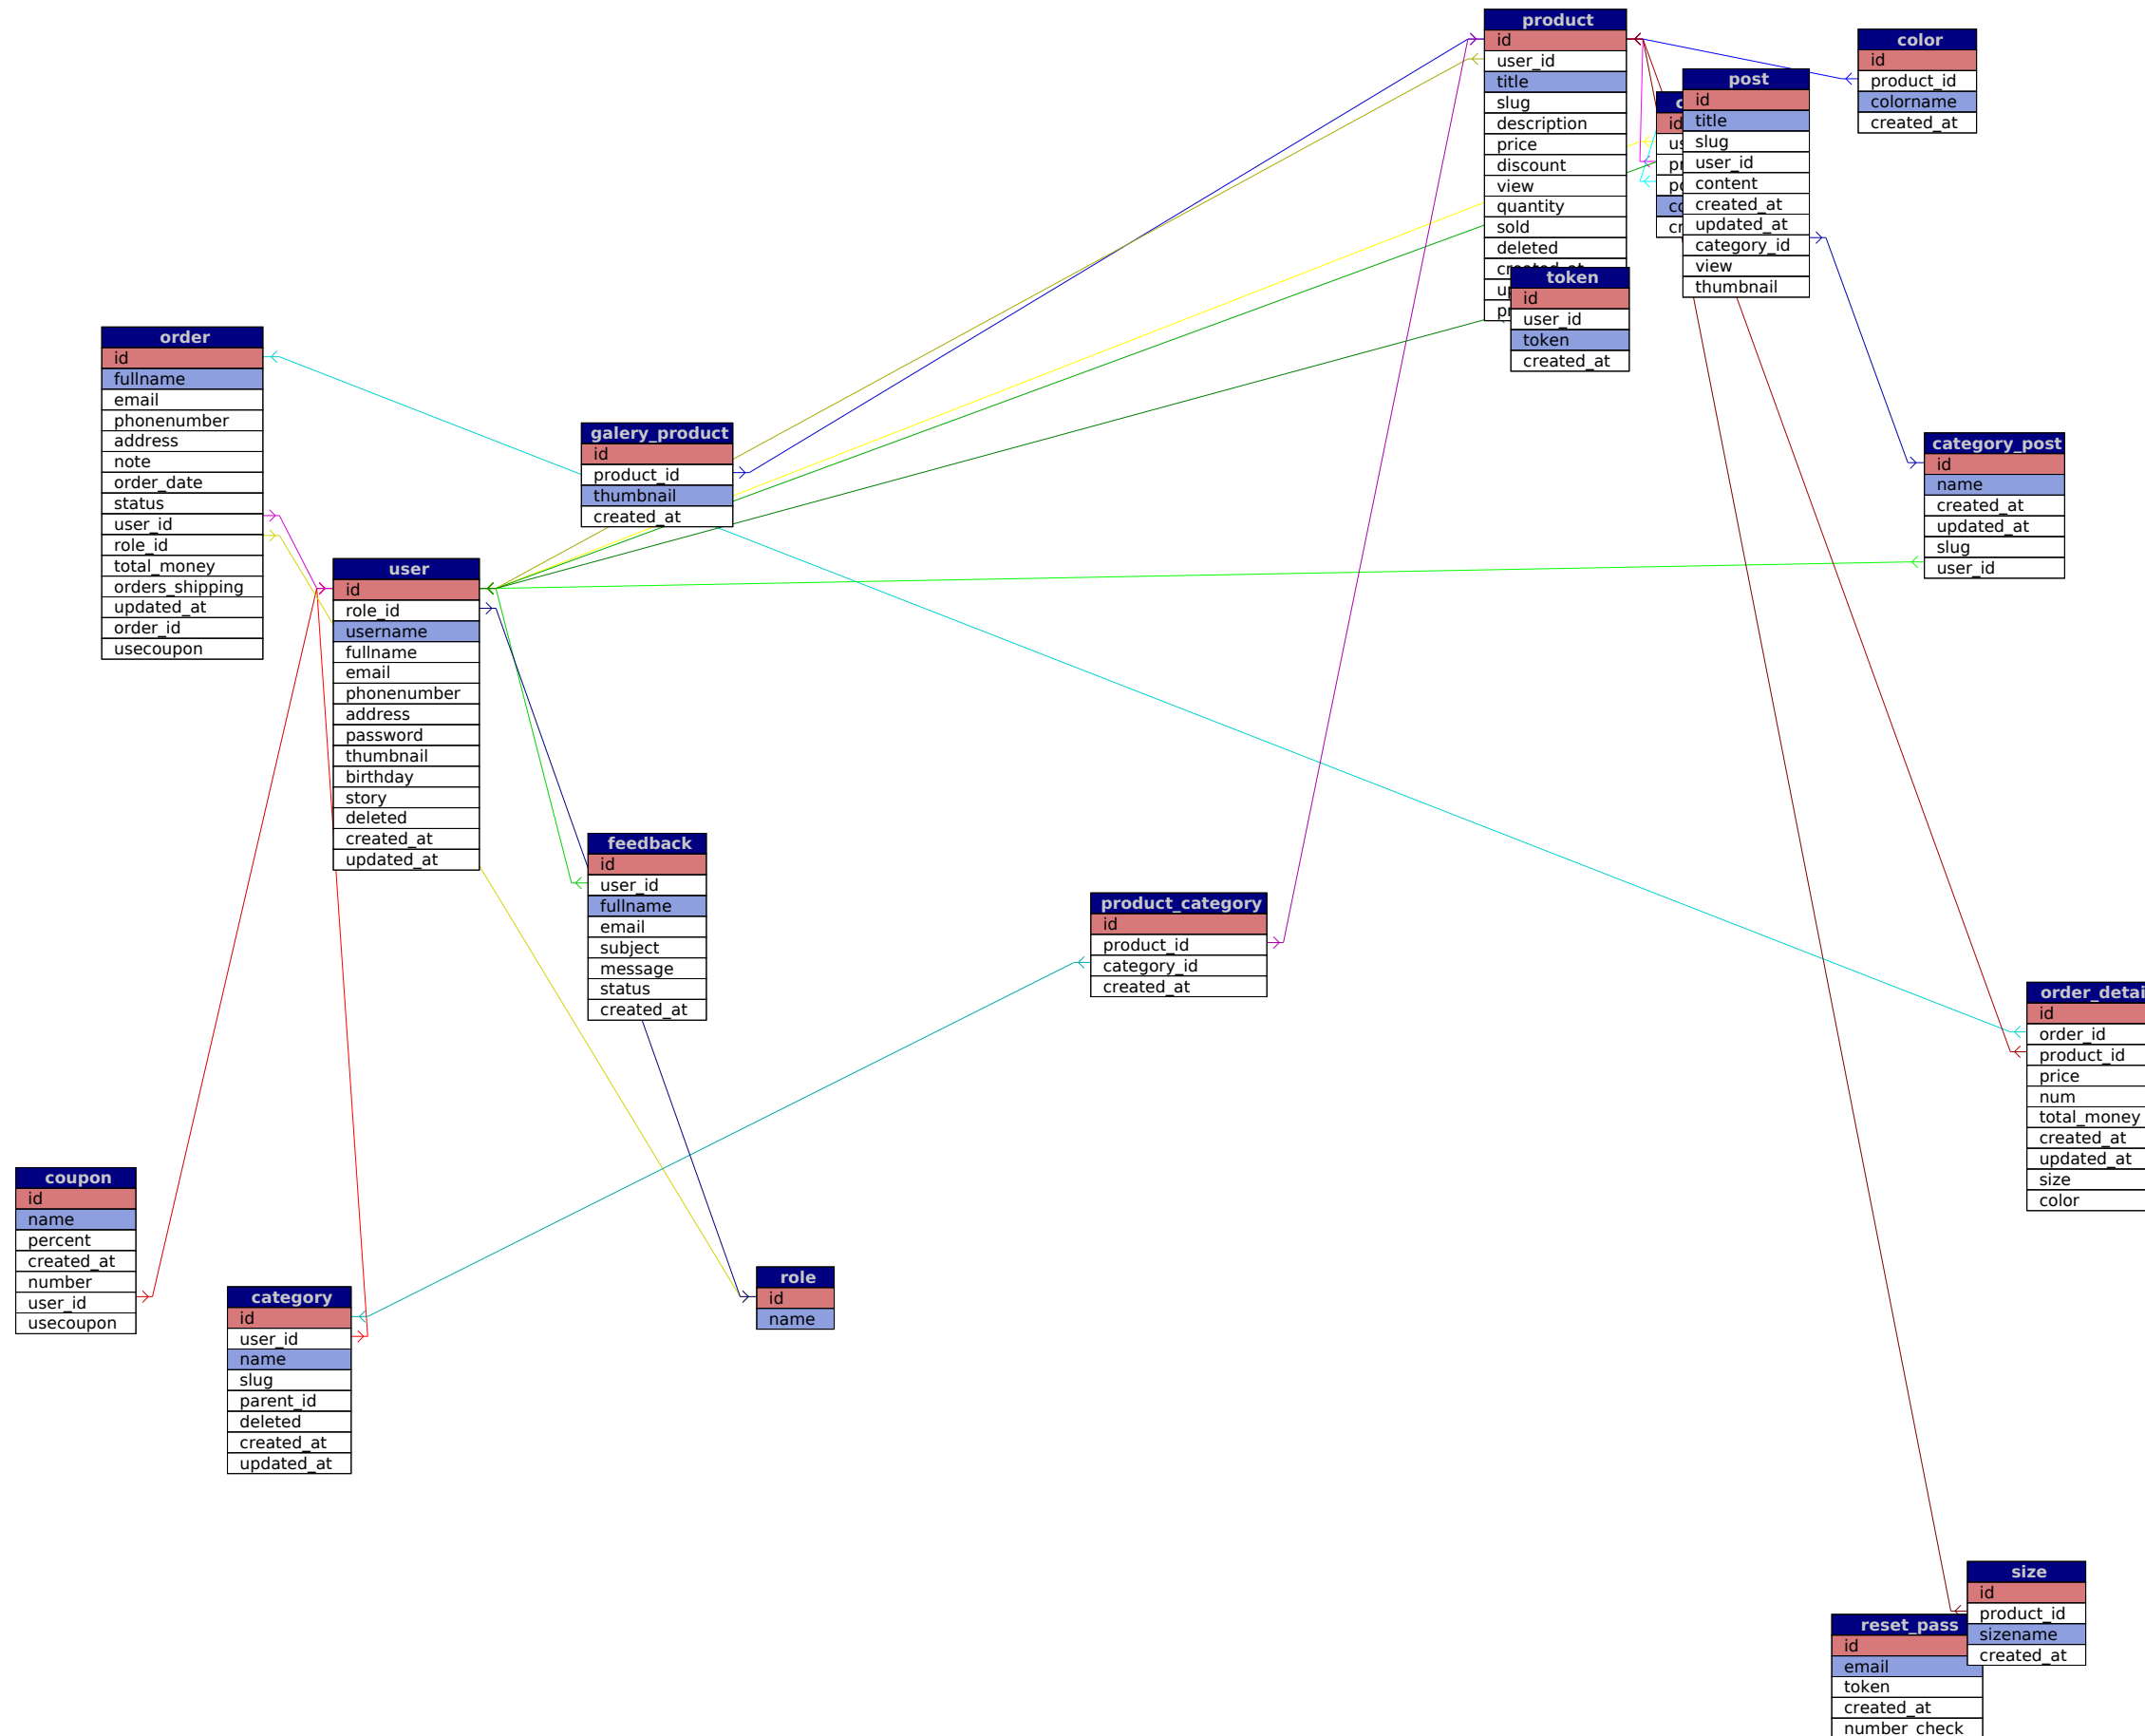 product
id
user_id
title
slug
description
price
discount
view
quantity
sold
deleted
color
id
product_id
colorname
created_at
post
id
title
slug
user_id
content
created_at
updated_at
category_id
view
thumbnail
id
token
id
user_id
token
created_at
order
id
fullname
email
phonenumber
address
note
order_date
status
user_id
role_id
total_money
orders_shipping
updated_at
order_id
usecoupon
galery_product
id
product_id
thumbnail
created_at
category_post
id
name
created_at
updated_at
slug
user_id
user
id
role_id
username
fullname
email
phonenumber
address
password
thumbnail
birthday
story
deleted
created_at
updated_at
feedback
id
user_id
fullname
email
subject
message
status
created_at
product_category
id
product_id
category_id
created_at
order_detai
id
order_id
product_id
price
num
total_money
created_at
updated_at
size
color
coupon
id
name
percent
created_at
number
user_id
usecoupon
category
id
user_id
name
slug
parent_id
deleted
created_at
updated_at
role
id
name
size
id
product_id
sizename
created_at
reset_pass
id
email
token
created_at
number_check